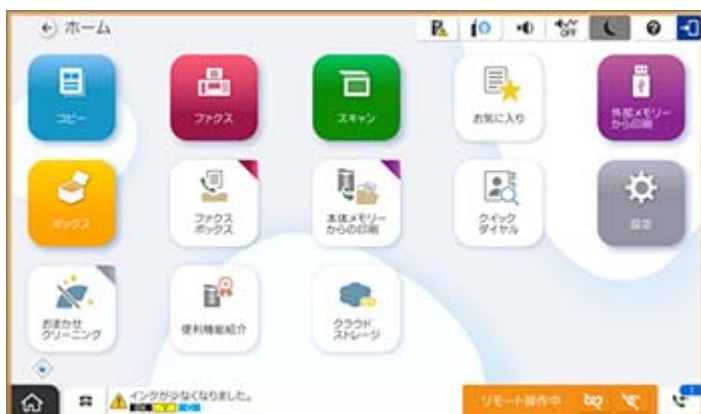 ホーム
OFF
コピー
ファクス
スキャン
お気に入り
外部メモリー
からの印刷
ボックス
ファクス
ボックス
本体メモリー
からの印刷
クイック
ダイヤル
設定
おまかせ
クリーニング
便利機能紹介
クラウド
ストレージ
インクが少なくなりました。
BK Y C
リモート操作中
1